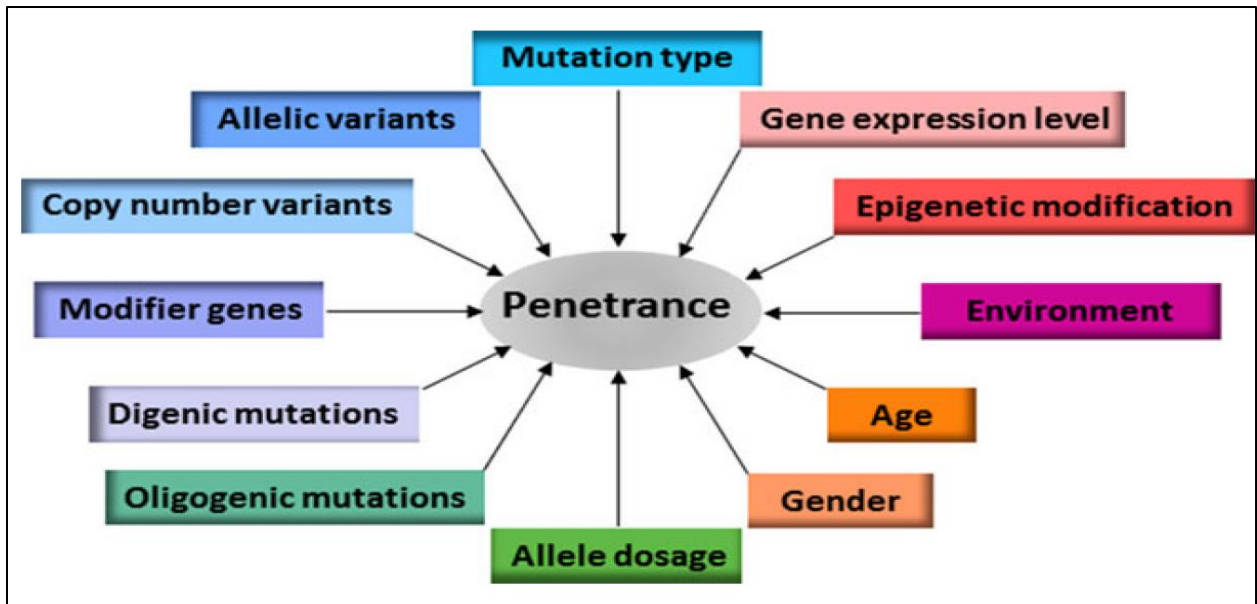 Mutation type
Allelic variants
Gene expression level
Copy number variants
Epigenetic modification
Modifier genes
Penetrance
Environment
Digenic mutations
Age
Oligogenic mutations
Gender
Allele dosage